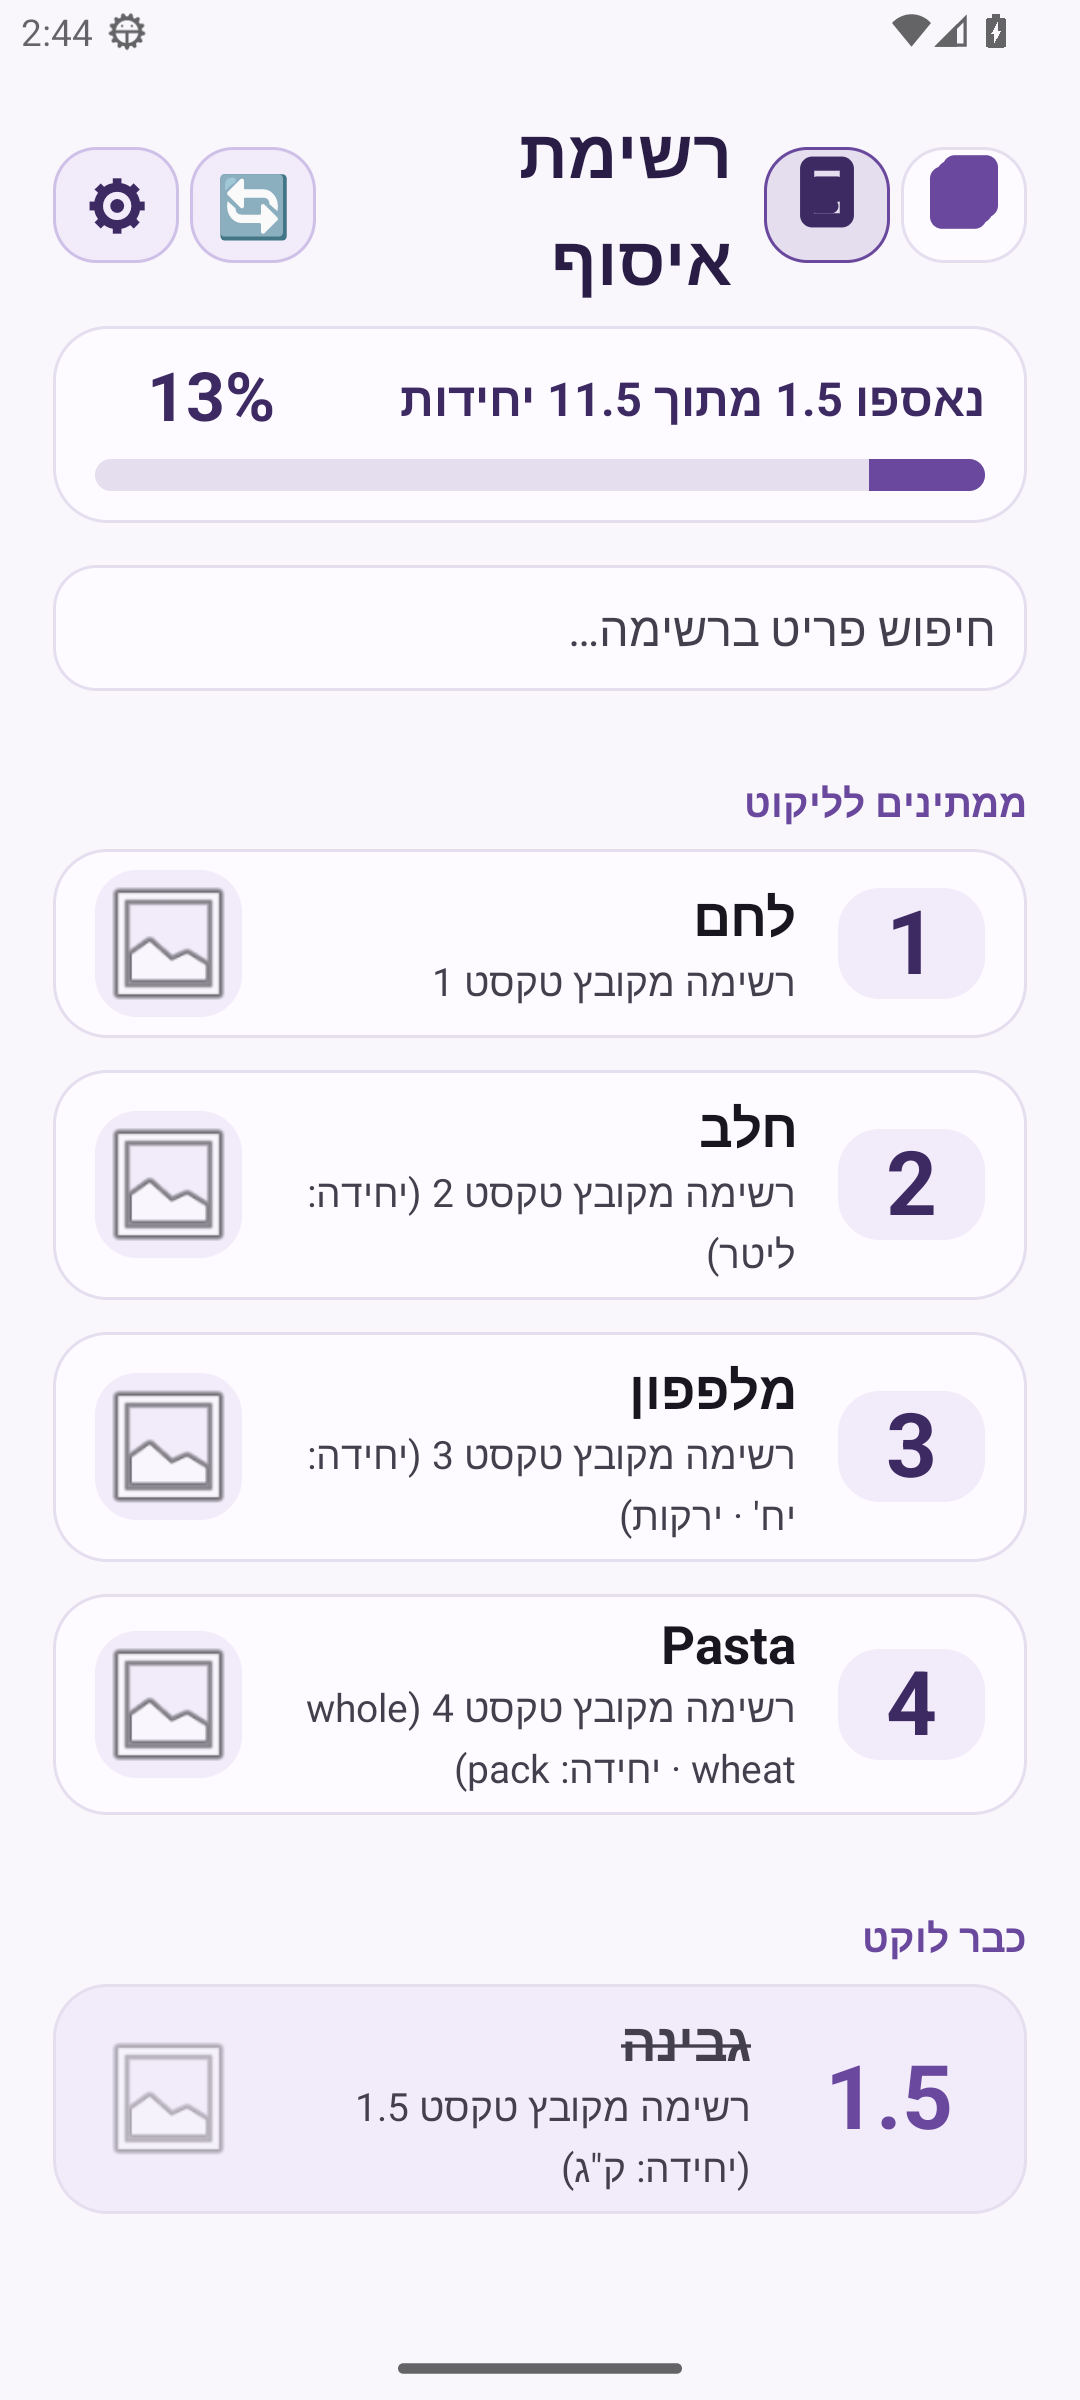 2:44
רשימת
איסוף
נאספו 1.5 מתוך 11.5 יחידות
13%
חיפוש פריט ברשימה...
ממתינים לליקוט
1
לחם
רשימה מקובץ טקסט 1
2
חלב
רשימה מקובץ טקסט 2 (יחידה:
ליטר)
3
מלפפון
רשימה מקובץ טקסט 3 (יחידה:
יח' · ירקות)
4
Pasta
רשימה מקובץ טקסט 4 (whole
wheat · יחידה: pack)
כבר לוקט
1.5
גבינה
רשימה מקובץ טקסט 1.5
(יחידה: ק"ג)